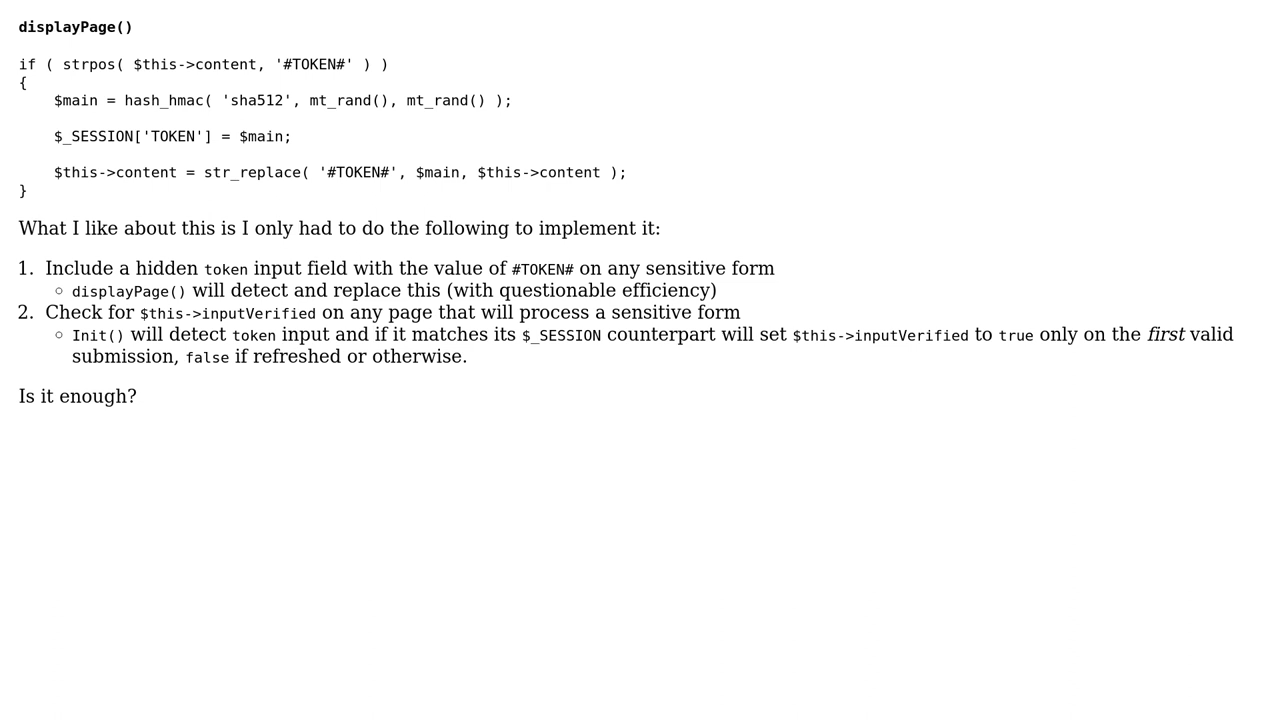 displayPage()
if ( strpos( $this->content, '#TOKEN#' ) )
{
    $main = hash_hmac( 'sha512', mt_rand(), mt_rand() );
    $_SESSION['TOKEN'] = $main;
    $this->content = str_replace( '#TOKEN#', $main, $this->content );
}
What I like about this is I only had to do the following to implement it:
1. Include a hidden token input field with the value of #TOKEN# on any sensitive form
◦ displayPage() will detect and replace this (with questionable efficiency)
2. Check for $this->inputVerified on any page that will process a sensitive form
◦ Init() will detect token input and if it matches its $_SESSION counterpart will set $this->inputVerified to true only on the first valid
submission, false if refreshed or otherwise.
Is it enough?